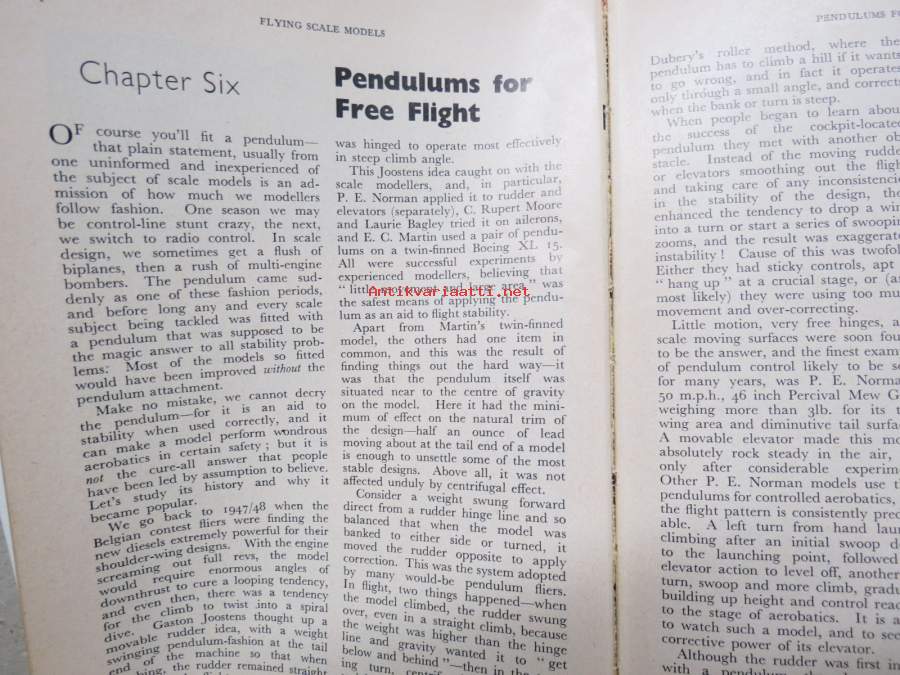 FLYING SCALE MODELS
Chapter Six
Pendulums for
Free Flight
OF course you'll fit a pendulum—
that plain statement, usually from
one uninformed and inexperienced of
the subject of scale models is an ad-
mission of how much we modellers
follow fashion. One season we may
be control-line stunt crazy, the next,
we switch to radio control. In scale
design, we sometimes get a flush of
biplanes, then a rush of multi-engine
bombers. The pendulum came sud-
denly as one of these fashion periods,
and before long any and every scale
subject being tackled was fitted with
a pendulum that was supposed to be
the magic answer to all stability prob-
lems. Most of the models so fitted
would have been improved without the
pendulum attachment.
Make no mistake, we cannot decry
the pendulum—for it is an aid to
stability when used correctly, and it
can make a model perform wondrous
aerobatics in certain safety; but it is
not the cure-all answer that people
have been led by assumption to believe.
Let's study its history and why it
became popular.
We go back to 1947/48 when the
Belgian contest fliers were finding the
new diesels extremely powerful for their
shoulder-wing designs. With the engine
screaming out full revs, the model
would require enormous angles of
downthrust to cure a looping tendency,
and even then, there was a tendency
for the climb to twist into a spiral
dive. Gaston Joostens thought up a
movable rudder idea, with a weight
swinging pendulum-fashion at the tail
end of the machine so that when
the rudder remained straight
was hinged to operate most effectively
in steep climb angle.
This Joostens idea caught on with the
scale modellers, and, in particular,
P. E. Norman applied it to rudder and
elevators (separately), C. Rupert Moore
and Laurie Bagley tried it on ailerons,
and E. C. Martin used a pair of pendu-
lums on a twin-finned Boeing XL 15.
All were successful experiments by
experienced modellers, believing that
" little movement and large area " was
the safest means of applying the pendu-
lum as an aid to flight stability.
Apart from Martin's twin-finned
model, the others had one item in
common, and this was the result of
finding things out the hard way—it
was that the pendulum itself was
situated near to the centre of gravity
on the model. Here it had the mini-
mum of effect on the natural trim of
the design—half an ounce of lead
moving about at the tail end of a model
is enough to unsettle some of the most
stable designs. Above all, it was not
affected unduly by centrifugal effect.
Consider a weight swung forward
direct from a rudder hinge line and so
balanced that when the model was
banked to either side or turned, it
moved the rudder opposite to apply
correction. This was the system adopted
by many would-be pendulum fliers.
In flight, two things happened—when
the model climbed, the rudder swung
over, even in a straight climb, because
the weight was higher than the hinge
line and gravity wanted it to " get
below and behind "—then in the
ing turn,
PENDULUMS FO
Dubery's roller method, where the
pendulum has to climb a hill if it wants
to go wrong, and in fact it operates
only through a small angle, and correct
when the bank or turn is steep.
When people began to learn abou
the success of the cockpit-locate
pendulum they met with another ob
stacle. Instead of the moving rudde
or elevators smoothing out the fligh
and taking care of any inconsistenci
in the stability of the design, the
enhanced the tendency to drop a win
into a turn or start a series of swoopin
zooms, and the result was exaggerate
instability! Cause of this was twofol
Either they had sticky controls, apt
" hang up " at a crucial stage, or (an
most likely) they were using too mu
movement and over-correcting.
Little motion, very free hinges, a
scale moving surfaces were soon fou
to be the answer, and the finest exam
of pendulum control likely to be se
for many years, was P. E. Norma
50 m.p.h., 46 inch Percival Mew G
weighing more than 3lb. for its t
wing area and diminutive tail surfa
A movable elevator made this mo
absolutely rock steady in the air,
only after considerable experim
Other P. E. Norman models use th
pendulums for controlled aerobatics,
the flight pattern is consistently pred
able. A left turn from hand laun
climbing after an initial swoop do
to the launching point, followed
elevator action to level off, another
turn, swoop and more climb, gradu
building up height and control read
to the stage of aerobatics. It is a
to watch such a model, and to see
corrective power of its elevator.
Although the rudder was first in
with a pendulum
Antikvariaatti.net